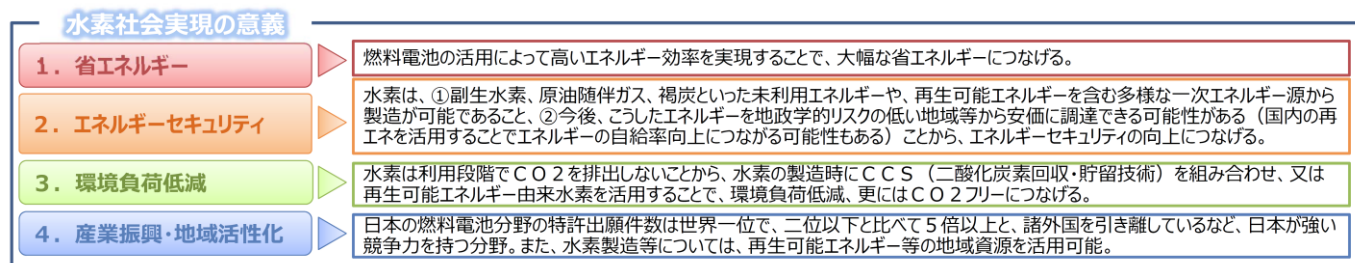 水素社会実現の意義
1．省エネルギー
燃料電池の活用によって高いエネルギー効率を実現することで、大幅な省エネルギーにつなげる。
2．エネルギーセキュリティ
水素は、①副生水素、原油随伴ガス、褐炭といった未利用エネルギーや、再生可能エネルギーを含む多様な一次エネルギー源から
製造が可能であること、②今後、こうしたエネルギーを地政学的リスクの低い地域等から安価に調達できる可能性がある（国内の再
エネを活用することでエネルギーの自給率向上につながる可能性もある）ことから、エネルギーセキュリティの向上につなげる。
3．環境負荷低減
水素は利用段階でＣＯ２を排出しないことから、水素の製造時にＣＣＳ（二酸化炭素回収・貯留技術）を組み合わせ、又は
再生可能エネルギー由来水素を活用することで、環境負荷低減、更にはＣＯ２フリーにつなげる。
4．産業振興・地域活性化
日本の燃料電池分野の特許出願件数は世界一位で、二位以下と比べて５倍以上と、諸外国を引き離しているなど、日本が強い
競争力を持つ分野。また、水素製造等については、再生可能エネルギー等の地域資源を活用可能。